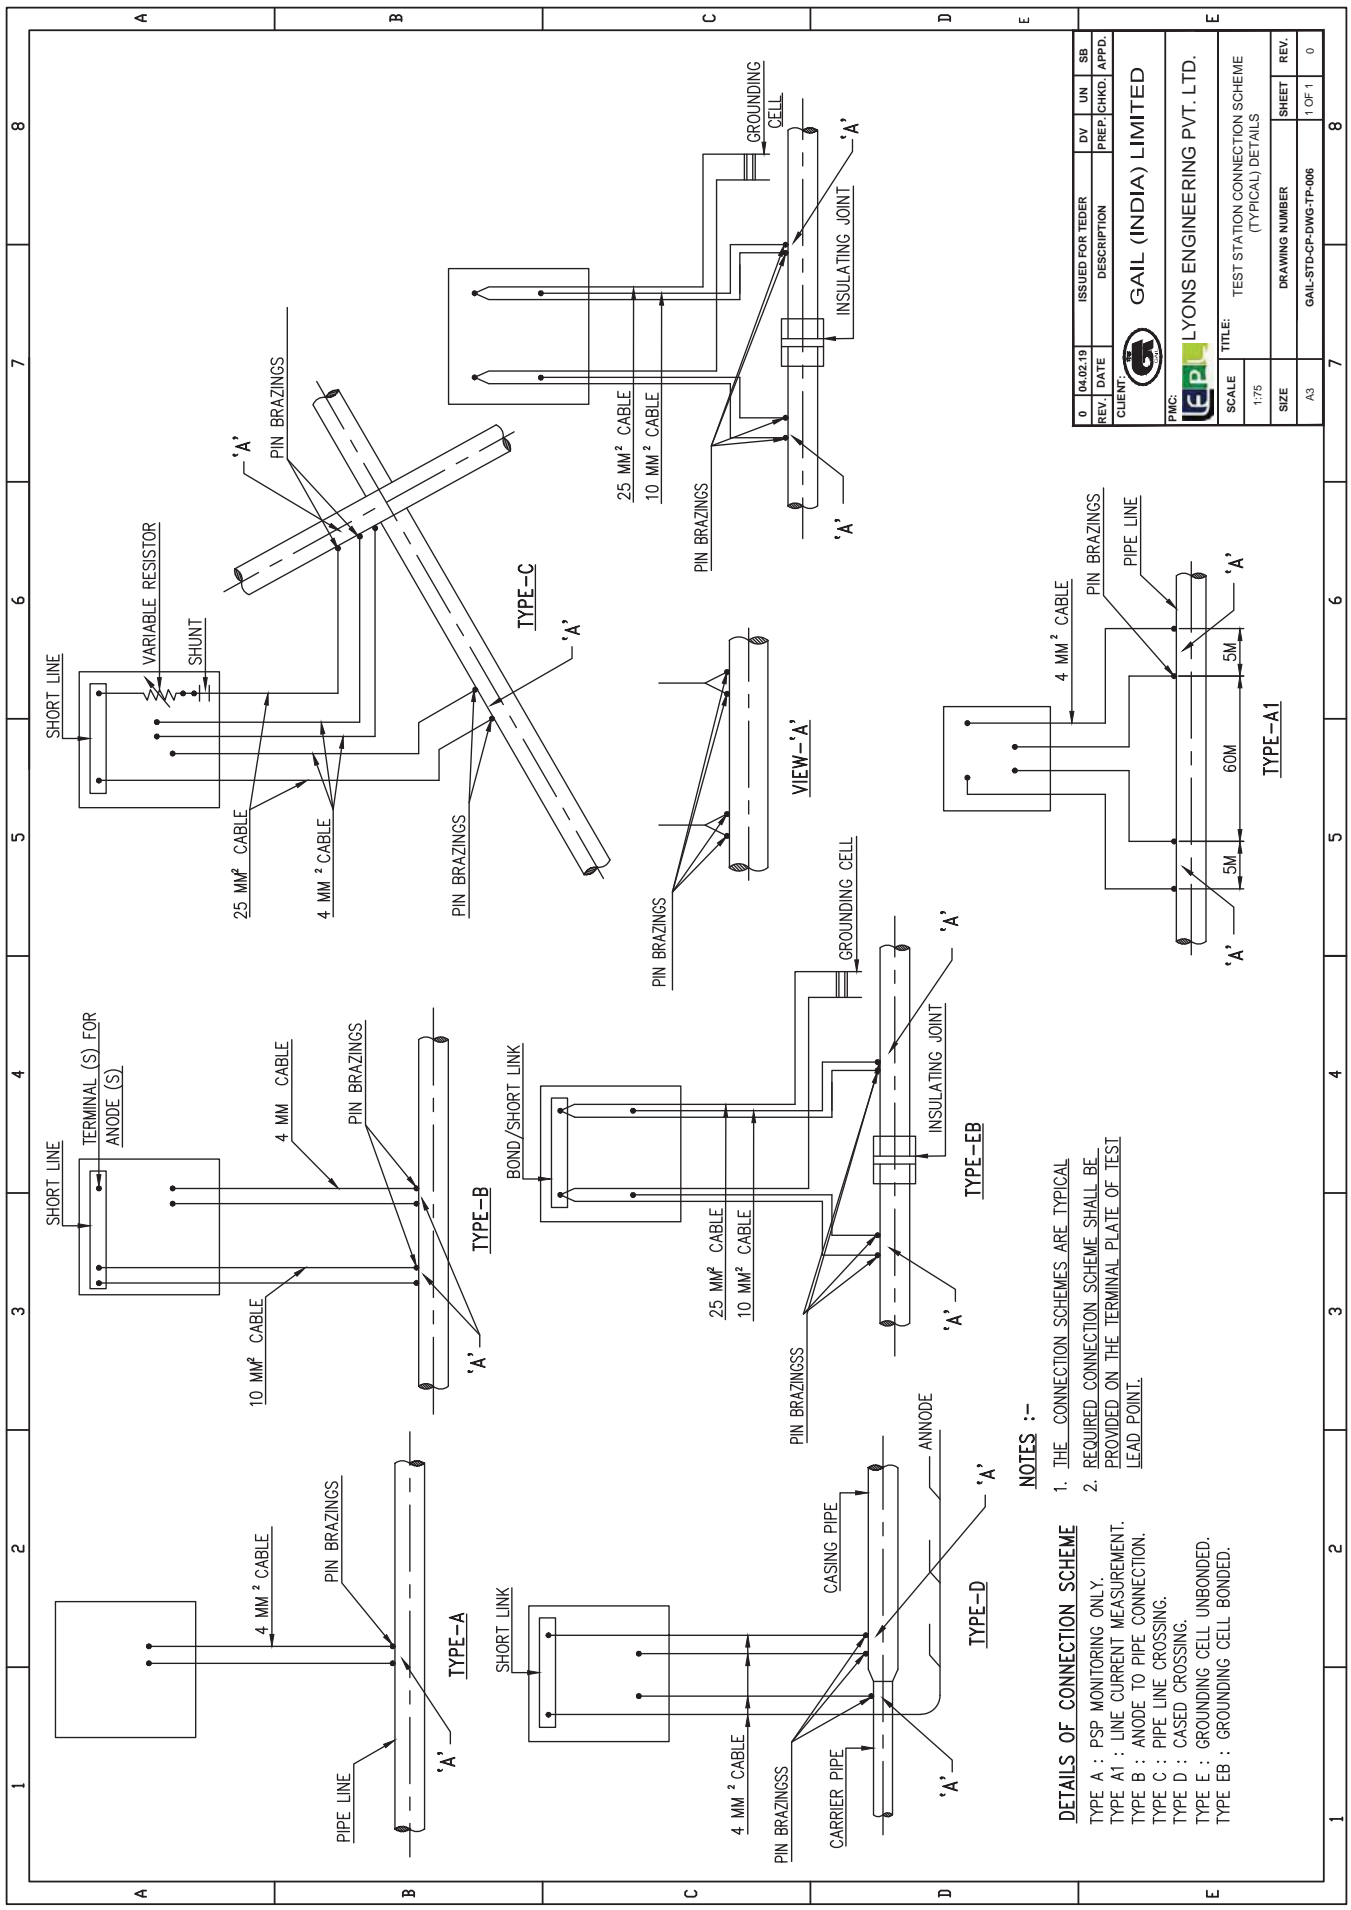 1
2
3
4
5
6
7
8
A
B
C
D
E
E
PIPE LINE
4 MM² CABLE
PIN BRAZINGS
'A'
TYPE-A
SHORT LINE
TERMINAL (S) FOR
ANODE (S)
10 MM² CABLE
4 MM CABLE
PIN BRAZINGS
'A'
TYPE-B
SHORT LINE
VARIABLE RESISTOR
SHUNT
25 MM² CABLE
4 MM² CABLE
PIN BRAZINGS
'A'
PIN BRAZINGS
'A'
TYPE-C
SHORT LINK
4 MM² CABLE
PIN BRAZINGSS
CARRIER PIPE
CASING PIPE
ANNODE
'A'
'A'
TYPE-D
BOND/SHORT LINK
25 MM² CABLE
10 MM² CABLE
PIN BRAZINGSS
GROUNDING CELL
INSULATING JOINT
'A'
'A'
TYPE-EB
PIN BRAZINGS
VIEW-'A'
25 MM² CABLE
10 MM² CABLE
PIN BRAZINGS
GROUNDING
CELL
INSULATING JOINT
'A'
'A'
4 MM² CABLE
PIN BRAZINGS
PIPE LINE
'A'
'A'
5M
60M
5M
TYPE-A1
DETAILS OF CONNECTION SCHEME
TYPE A : PSP MONITORING ONLY.
TYPE A1 : LINE CURRENT MEASUREMENT.
TYPE B : ANODE TO PIPE CONNECTION.
TYPE C : PIPE LINE CROSSING.
TYPE D : CASED CROSSING.
TYPE E : GROUNDING CELL UNBONDED.
TYPE EB : GROUNDING CELL BONDED.
NOTES :-
1. THE CONNECTION SCHEMES ARE TYPICAL
2. REQUIRED CONNECTION SCHEME SHALL BE
PROVIDED ON THE TERMINAL PLATE OF TEST
LEAD POINT.
0 04.02.19 ISSUED FOR TEDER DV UN SB
REV. DATE DESCRIPTION PREP. CHKD. APPD.
CLIENT:
GAIL
GAIL (INDIA) LIMITED
PMC:
LEPL
LYONS ENGINEERING PVT. LTD.
SCALE
1:75
TITLE:
TEST STATION CONNECTION SCHEME
(TYPICAL) DETAILS
SIZE DRAWING NUMBER SHEET REV.
A3 GAIL-STD-CP-DWG-TP-006 1 OF 1 0
1
2
3
4
5
6
7
8
A
B
C
D
E